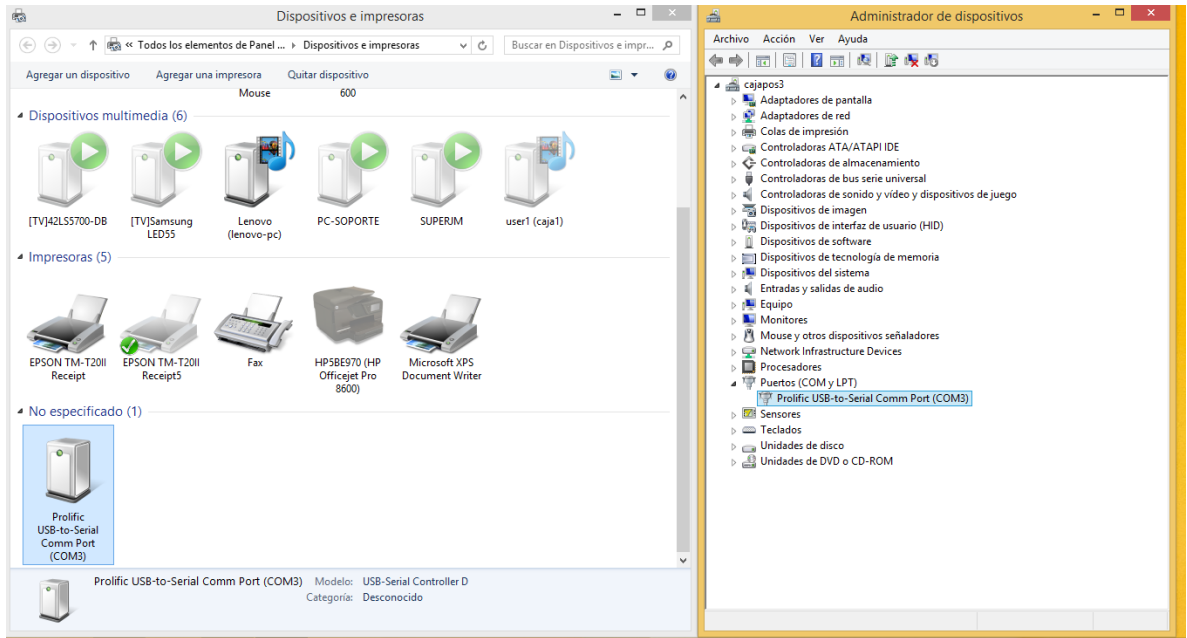 Dispositivos e impresoras
« Todos los elementos de Panel ... Dispositivos e impresoras
Buscar en Dispositivos e impr...
Agregar un dispositivo Agregar una impresora Quitar dispositivo
Mouse 600
Dispositivos multimedia (6)
[TV]42LS5700-DB
[TV]Samsung
LED55
Lenovo
(lenovo-pc)
PC-SOPORTE
SUPERJM
user1 (caja1)
Impresoras (5)
EPSON TM-T20II
Receipt
EPSON TM-T20II
Receipt5
Fax
HP5BE970 (HP
Officejet Pro
8600)
Microsoft XPS
Document Writer
No especificado (1)
Prolific
USB-to-Serial
Comm Port
(COM3)
Prolific USB-to-Serial Comm Port (COM3) Modelo: USB-Serial Controller D
Categoría: Desconocido
Administrador de dispositivos
Archivo Acción Ver Ayuda
cajapos3
Adaptadores de pantalla
Adaptadores de red
Colas de impresión
Controladoras ATA/ATAPI IDE
Controladoras de almacenamiento
Controladoras de bus serie universal
Controladoras de sonido y vídeo y dispositivos de juego
Dispositivos de imagen
Dispositivos de interfaz de usuario (HID)
Dispositivos de software
Dispositivos de tecnología de memoria
Dispositivos del sistema
Entradas y salidas de audio
Equipo
Monitores
Mouse y otros dispositivos señaladores
Network Infrastructure Devices
Procesadores
Puertos (COM y LPT)
Prolific USB-to-Serial Comm Port (COM3)
Sensores
Teclados
Unidades de disco
Unidades de DVD o CD-ROM